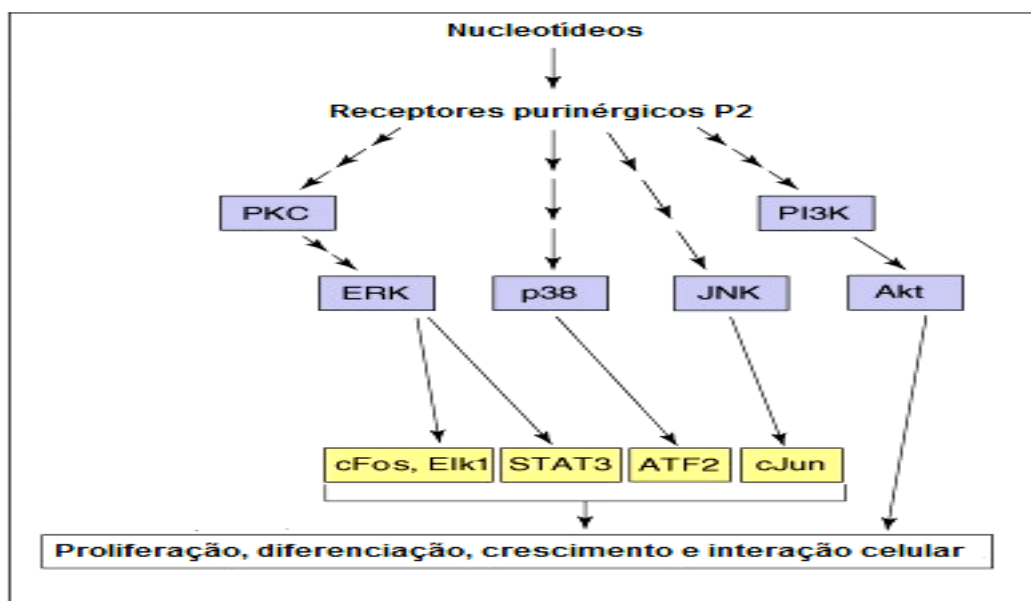 Nucleotídeos
Receptores purinérgicos P2
PKC
PI3K
ERK
p38
JNK
Akt
cFos, Elk1
STAT3
ATF2
cJun
Proliferação, diferenciação, crescimento e interação celular